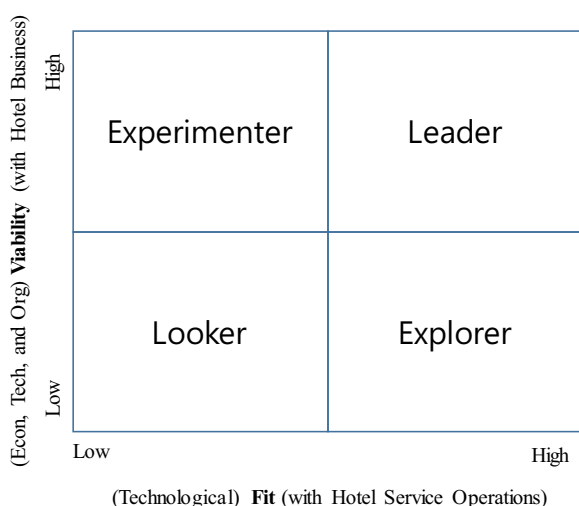 (Econ, Tech, and Org) Viability (with Hotel Business)
High
Experimenter
Leader
Looker
Explorer
Low
Low
High
(Technological) Fit (with Hotel Service Operations)